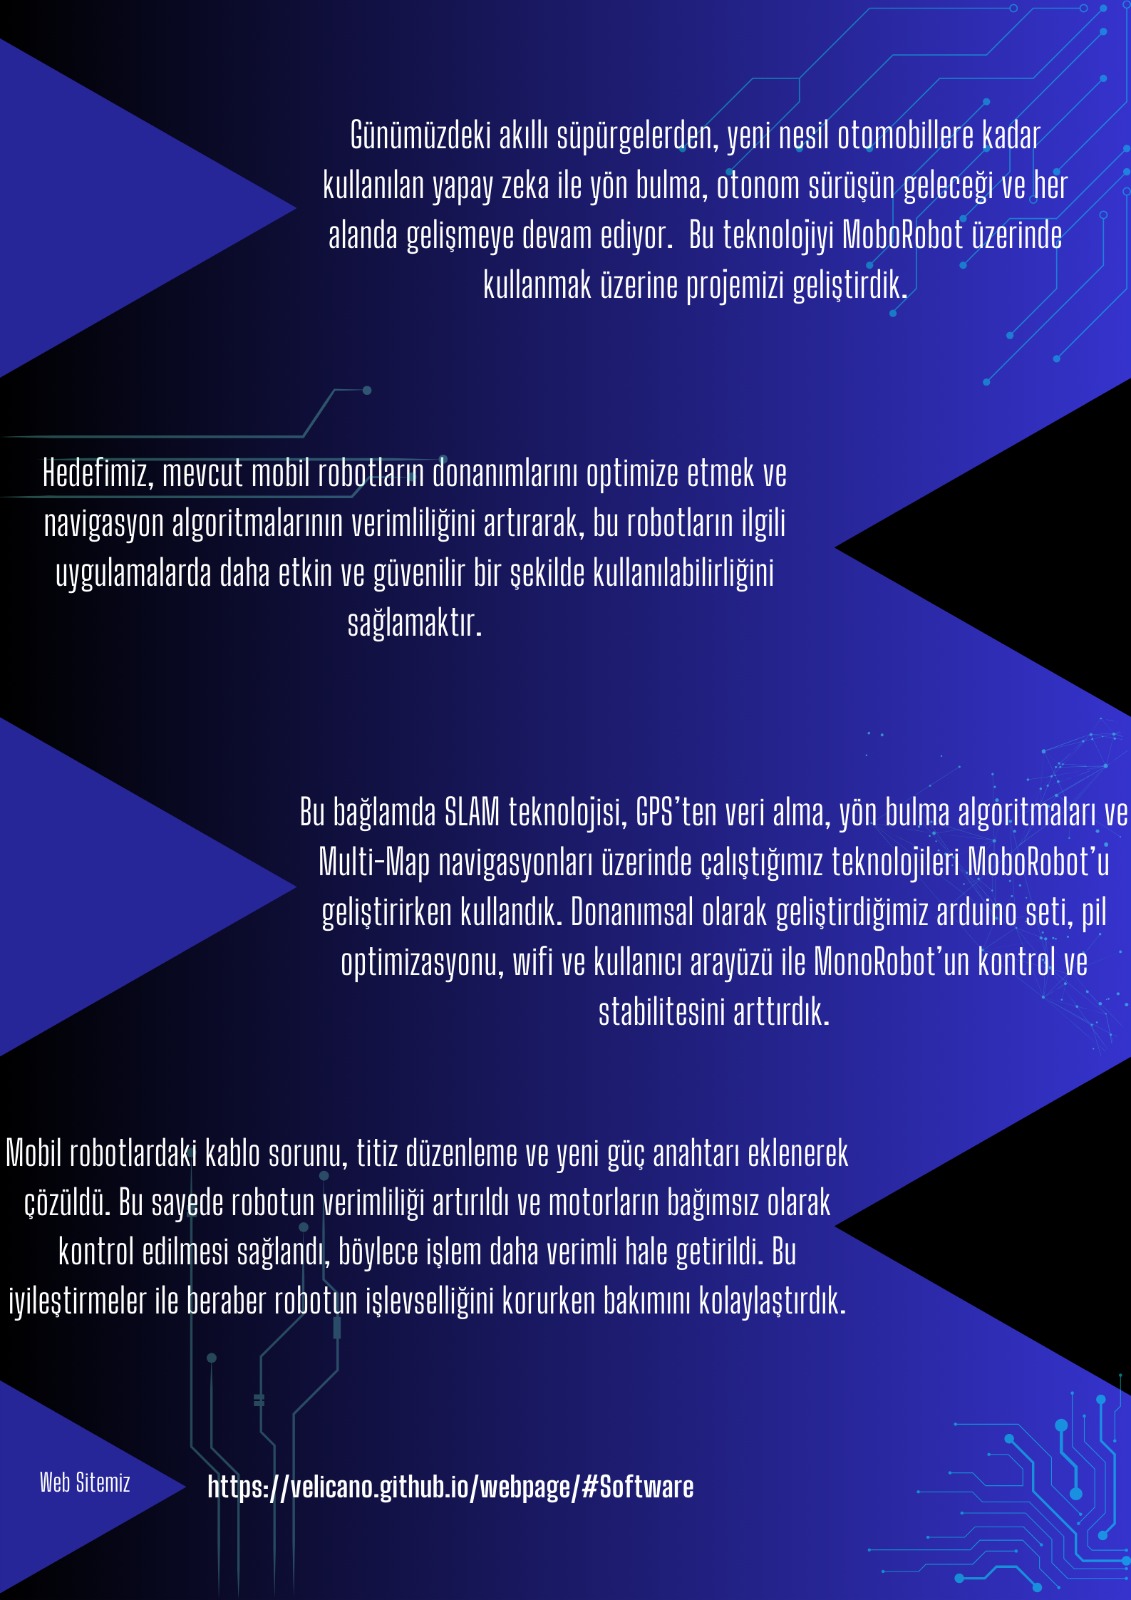 Günümüzdeki akıllı süpürgelerden, yeni nesil otomobillere kadar
kullanılan yapay zeka ile yön bulma, otonom sürüşün geleceği ve her
alanda gelişmeye devam ediyor.  Bu teknolojiyi MoboRobot üzerinde
kullanmak üzerine projemizi geliştirdik.
Hedefimiz, mevcut mobil robotların donanımlarını optimize etmek ve
navigasyon algoritmalarının verimliliğini artırarak, bu robotların ilgili
uygulamalarda daha etkin ve güvenilir bir şekilde kullanılabilirliğini
sağlamaktır.
Bu bağlamda SLAM teknolojisi, GPS’ten veri alma, yön bulma algoritmaları ve
Multi-Map navigasyonları üzerinde çalıştığımız teknolojileri MoboRobot’u
geliştirirken kullandık. Donanımsal olarak geliştirdiğimiz arduino seti, pil
optimizasyonu, wifi ve kullanıcı arayüzü ile MonoRobot’un kontrol ve
stabilitesini arttırdık.
Mobil robotlardaki kablo sorunu, titiz düzenleme ve yeni güç anahtarı eklenerek
çözüldü. Bu sayede robotun verimliliği artırıldı ve motorların bağımsız olarak
kontrol edilmesi sağlandı, böylece işlem daha verimli hale getirildi. Bu
iyileştirmeler ile beraber robotun işlevselliğini korurken bakımını kolaylaştırdık.
Web Sitemiz
https://velicano.github.io/webpage/#Software